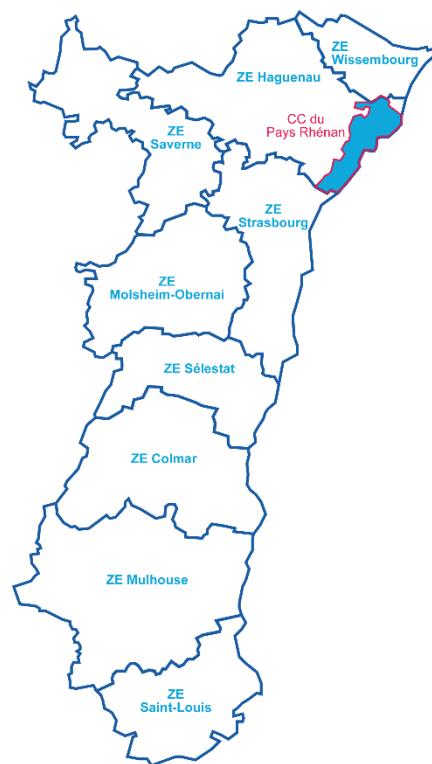 ZE
Wissembourg
ZE Haguenau
CC du
Pays Rhénan
ZE
Saverne
ZE
Strasbourg
ZE
Molsheim-Obernai
ZE Sélestat
ZE Colmar
ZE Mulhouse
ZE
Saint-Louis